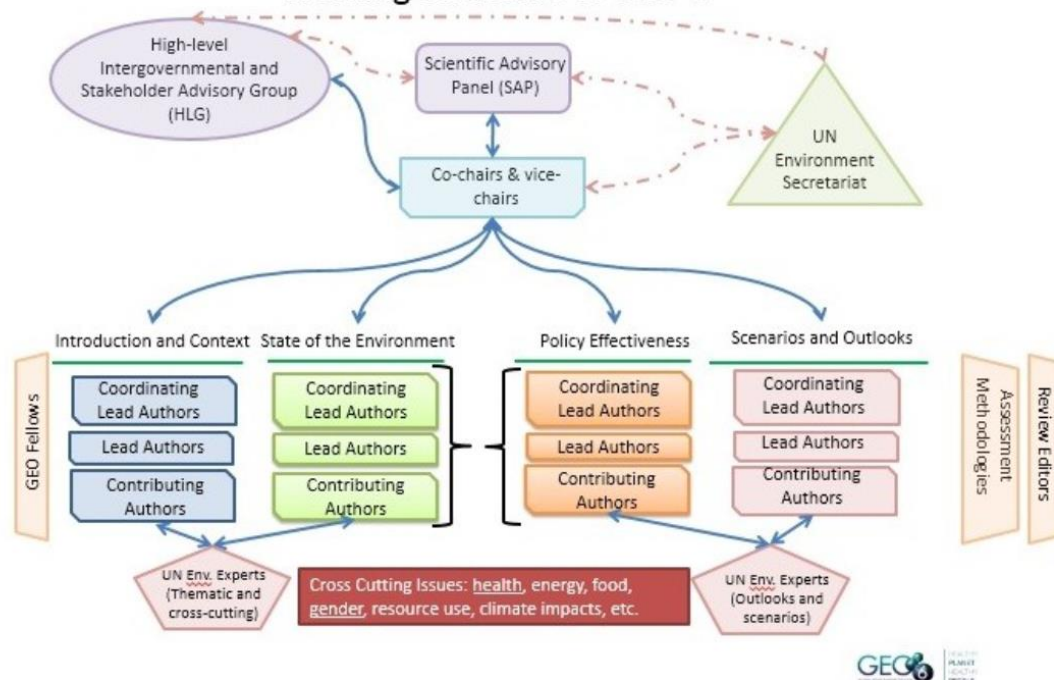 High-level
Intergovernmental and
Stakeholder Advisory Group
(HLG)
Scientific Advisory
Panel (SAP)
UN
Environment
Secretariat
Co-chairs & vice-
chairs
Introduction and Context
State of the Environment
Policy Effectiveness
Scenarios and Outlooks
GEO Fellows
Coordinating
Lead Authors
Lead Authors
Contributing
Authors
Coordinating
Lead Authors
Lead Authors
Contributing
Authors
Coordinating
Lead Authors
Lead Authors
Contributing
Authors
Coordinating
Lead Authors
Lead Authors
Contributing
Authors
Assessment
Methodologies
Review Editors
UN Env. Experts
(Thematic and
cross-cutting)
Cross Cutting Issues: health, energy, food,
gender, resource use, climate impacts, etc.
UN Env. Experts
(Outlooks and
scenarios)
GEO
PLANET